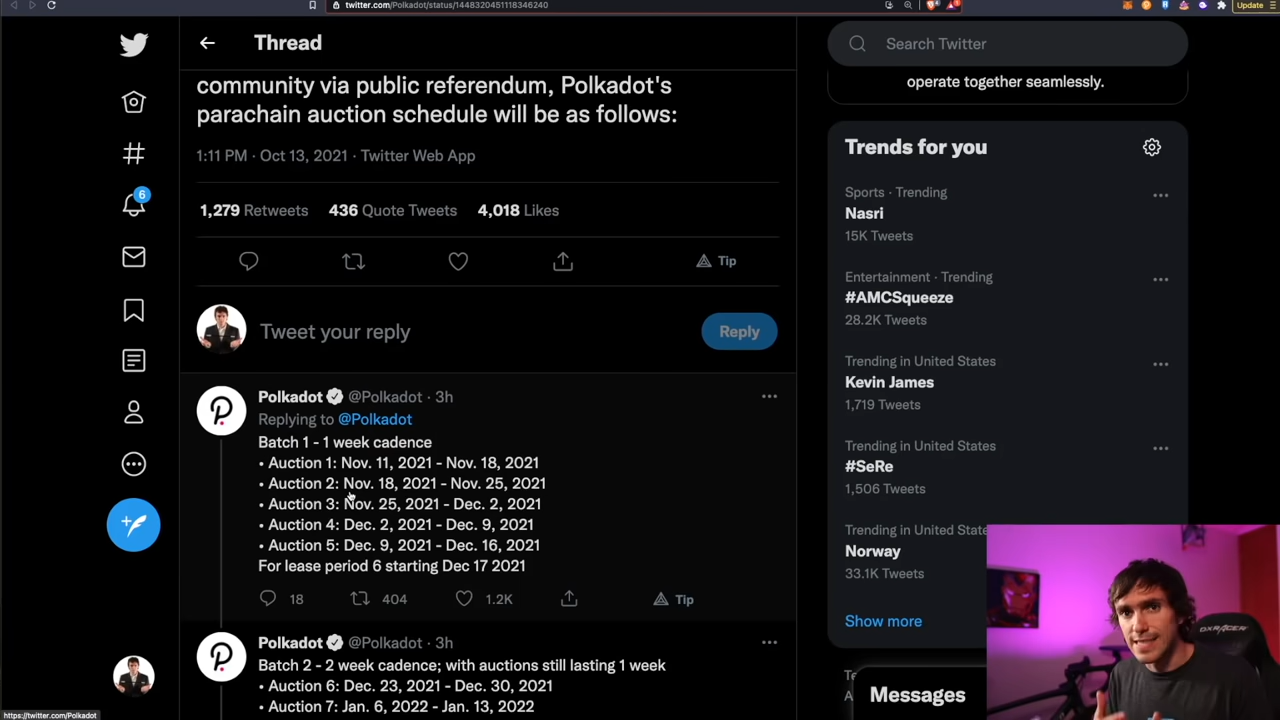 twitter.com/Polkadot/status/1448320451118346240
Update
Thread
community via public referendum, Polkadot's
parachain auction schedule will be as follows:
1:11 PM · Oct 13, 2021 · Twitter Web App
1,279 Retweets 436 Quote Tweets 4,018 Likes
Tip
Tweet your reply
Reply
Polkadot @Polkadot · 3h
Replying to @Polkadot
Batch 1 - 1 week cadence
• Auction 1: Nov. 11, 2021 - Nov. 18, 2021
• Auction 2: Nov. 18, 2021 - Nov. 25, 2021
• Auction 3: Nov. 25, 2021 - Dec. 2, 2021
• Auction 4: Dec. 2, 2021 - Dec. 9, 2021
• Auction 5: Dec. 9, 2021 - Dec. 16, 2021
For lease period 6 starting Dec 17 2021
18 404 1.2K Tip
Polkadot @Polkadot · 3h
Batch 2 - 2 week cadence; with auctions still lasting 1 week
• Auction 6: Dec. 23, 2021 - Dec. 30, 2021
• Auction 7: Jan. 6, 2022 - Jan. 13, 2022
6
Search Twitter
operate together seamlessly.
Trends for you
Sports · Trending
Nasri
15K Tweets
Entertainment · Trending
#AMCSqueeze
28.2K Tweets
Trending in United States
Kevin James
1,719 Tweets
Trending in United States
#SeRe
1,506 Tweets
Trending in United States
Norway
33.1K Tweets
Show more
Messages
DXRACER
https://twitter.com/Polkadot